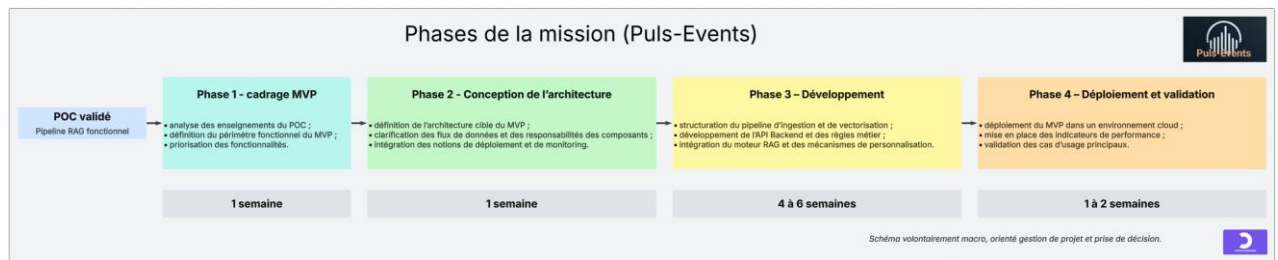 Phases de la mission (Puls-Events)
Puls-Events
POC validé
Pipeline RAG fonctionnel
Phase 1 - cadrage MVP
• analyse des enseignements du POC ;
• définition du périmètre fonctionnel du MVP ;
• priorisation des fonctionnalités.
Phase 2 - Conception de l'architecture
• définition de l'architecture cible du MVP ;
• clarification des flux de données et des responsabilités des composants ;
• intégration des notions de déploiement et de monitoring.
Phase 3 – Développement
• structuration du pipeline d'ingestion et de vectorisation ;
• développement de l'API Backend et des règles métier ;
• intégration du moteur RAG et des mécanismes de personnalisation.
Phase 4 – Déploiement et validation
• déploiement du MVP dans un environnement cloud ;
• mise en place des indicateurs de performance ;
• validation des cas d'usage principaux.
1 semaine
1 semaine
4 à 6 semaines
1 à 2 semaines
Schéma volontairement macro, orienté gestion de projet et prise de décision.